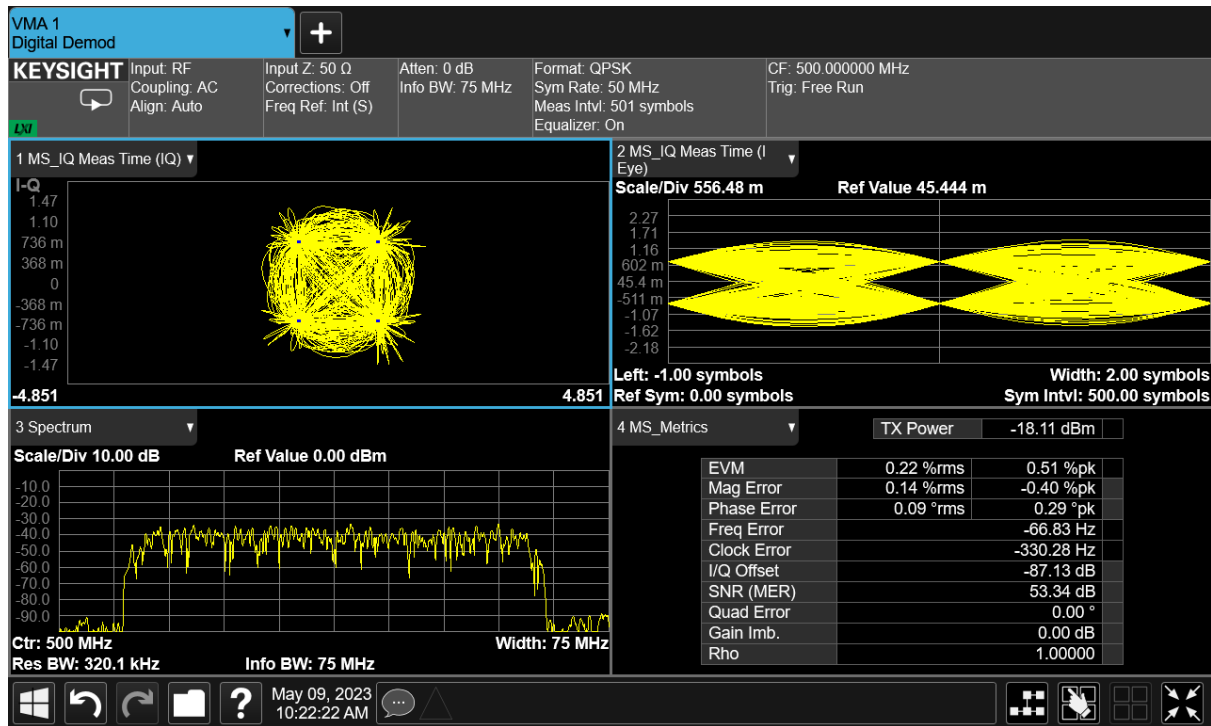 VMA 1
Digital Demod
+
KEYSIGHT
LXI
Input: RF
Coupling: AC
Align: Auto
Input Z: 50 Ω
Corrections: Off
Freq Ref: Int (S)
Atten: 0 dB
Info BW: 75 MHz
Format: QPSK
Sym Rate: 50 MHz
Meas Intvl: 501 symbols
Equalizer: On
CF: 500.000000 MHz
Trig: Free Run
1 MS_IQ Meas Time (IQ)
I-Q
1.47
1.10
736 m
368 m
0
-368 m
-736 m
-1.10
-1.47
-4.851 4.851
2 MS_IQ Meas Time (I
Eye)
Scale/Div 556.48 m Ref Value 45.444 m
2.27
1.71
1.16
602 m
45.4 m
-511 m
-1.07
-1.62
-2.18
Left: -1.00 symbols Width: 2.00 symbols
Ref Sym: 0.00 symbols Sym Intvl: 500.00 symbols
3 Spectrum
Scale/Div 10.00 dB Ref Value 0.00 dBm
-10.0
-20.0
-30.0
-40.0
-50.0
-60.0
-70.0
-80.0
-90.0
Ctr: 500 MHz Width: 75 MHz
Res BW: 320.1 kHz Info BW: 75 MHz
4 MS_Metrics
TX Power -18.11 dBm
EVM 0.22 %rms 0.51 %pk
Mag Error 0.14 %rms -0.40 %pk
Phase Error 0.09 °rms 0.29 °pk
Freq Error -66.83 Hz
Clock Error -330.28 Hz
I/Q Offset -87.13 dB
SNR (MER) 53.34 dB
Quad Error 0.00 °
Gain Imb. 0.00 dB
Rho 1.00000
?
May 09, 2023
10:22:22 AM